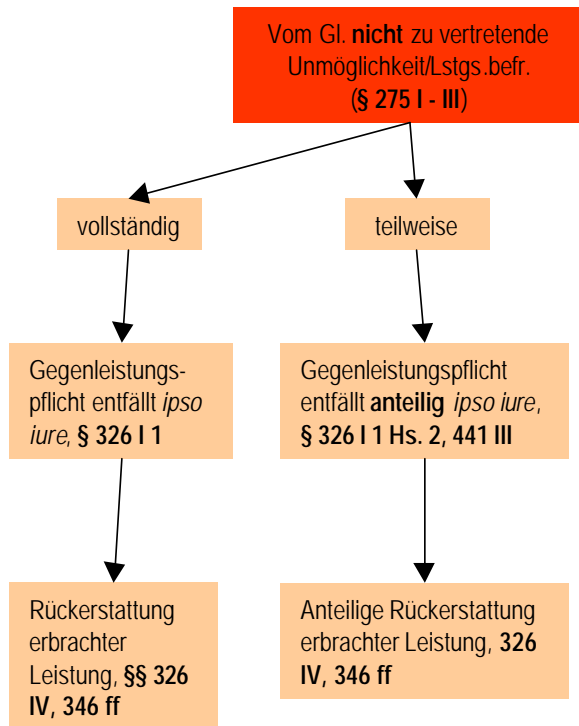 Vom Gl. nicht zu vertretende
Unmöglichkeit/Lstgs.befr.
(§ 275 I - III)
vollständig
teilweise
Gegenleistungs-
pflicht entfällt ipso
iure, § 326 I 1
Gegenleistungspflicht
entfällt anteilig ipso iure,
§ 326 I 1 Hs. 2, 441 III
Rückerstattung
erbrachter
Leistung, §§ 326
IV, 346 ff
Anteilige Rückerstattung
erbrachter Leistung, 326
IV, 346 ff